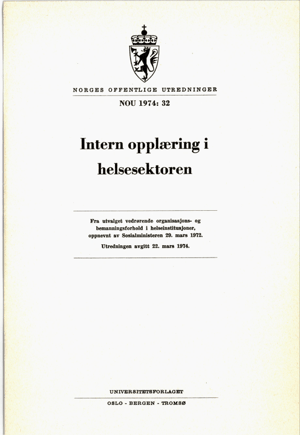 NORGES OFFENTLIGE UTREDNINGER
NOU 1974: 32
Intern opplæring i
helsesektoren
Fra utvalget vedrørende organisasjons- og
bemanningsforhold i helseinstitusjoner,
oppnevnt av Sosialministeren 29. mars 1972.
Utredningen avgitt 22. mars 1974.
UNIVERSITETSFORLAGET
OSLO - BERGEN - TROMSØ